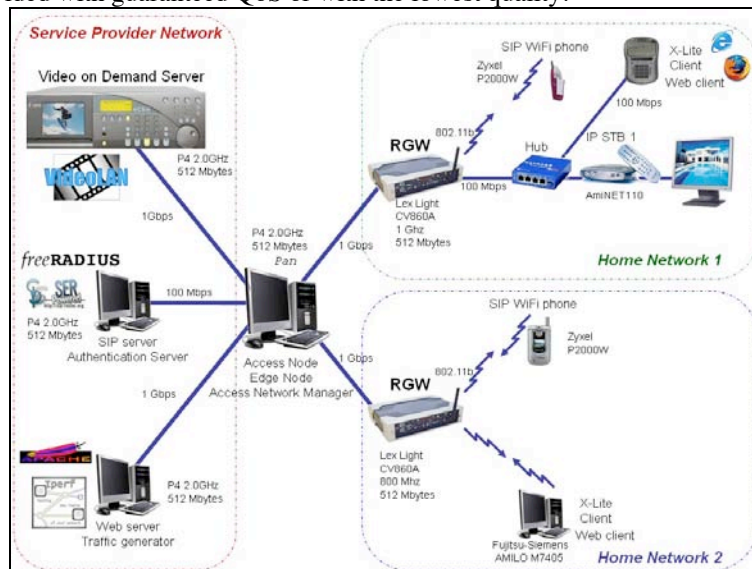 ided with guaranteed QoS or with the lowest quality.
Service Provider Network
Video on Demand Server
VideoLAN
P4 2.0GHz
512 Mbytes
1Gbps
freeRADIUS
SER
P4 2.0GHz
512 Mbytes
SIP server
Authentication Server
100 Mbps
APACHE
iperf
1 Gbps
P4 2.0GHz
512 Mbytes
Web server
Traffic generator
P4 2.0GHz
512 Mbytes
Pan
Access Node
Edge Node
Access Network Manager
1 Gbps
1 Gbps
SIP WiFi phone
Zyxel
P2000W
802.11b
RGW
Lex Light
CV860A
1 Ghz
512 Mbytes
100 Mbps
Hub
100 Mbps
X-Lite
Client
Web client
IP STB 1
AmiNET110
Home Network 1
SIP WiFi phone
Zyxel
P2000W
802.11b
RGW
Lex Light
CV860A
800 Mhz
512 Mbytes
X-Lite
Client
Web client
Fujitsu-Siemens
AMILO M7405
Home Network 2